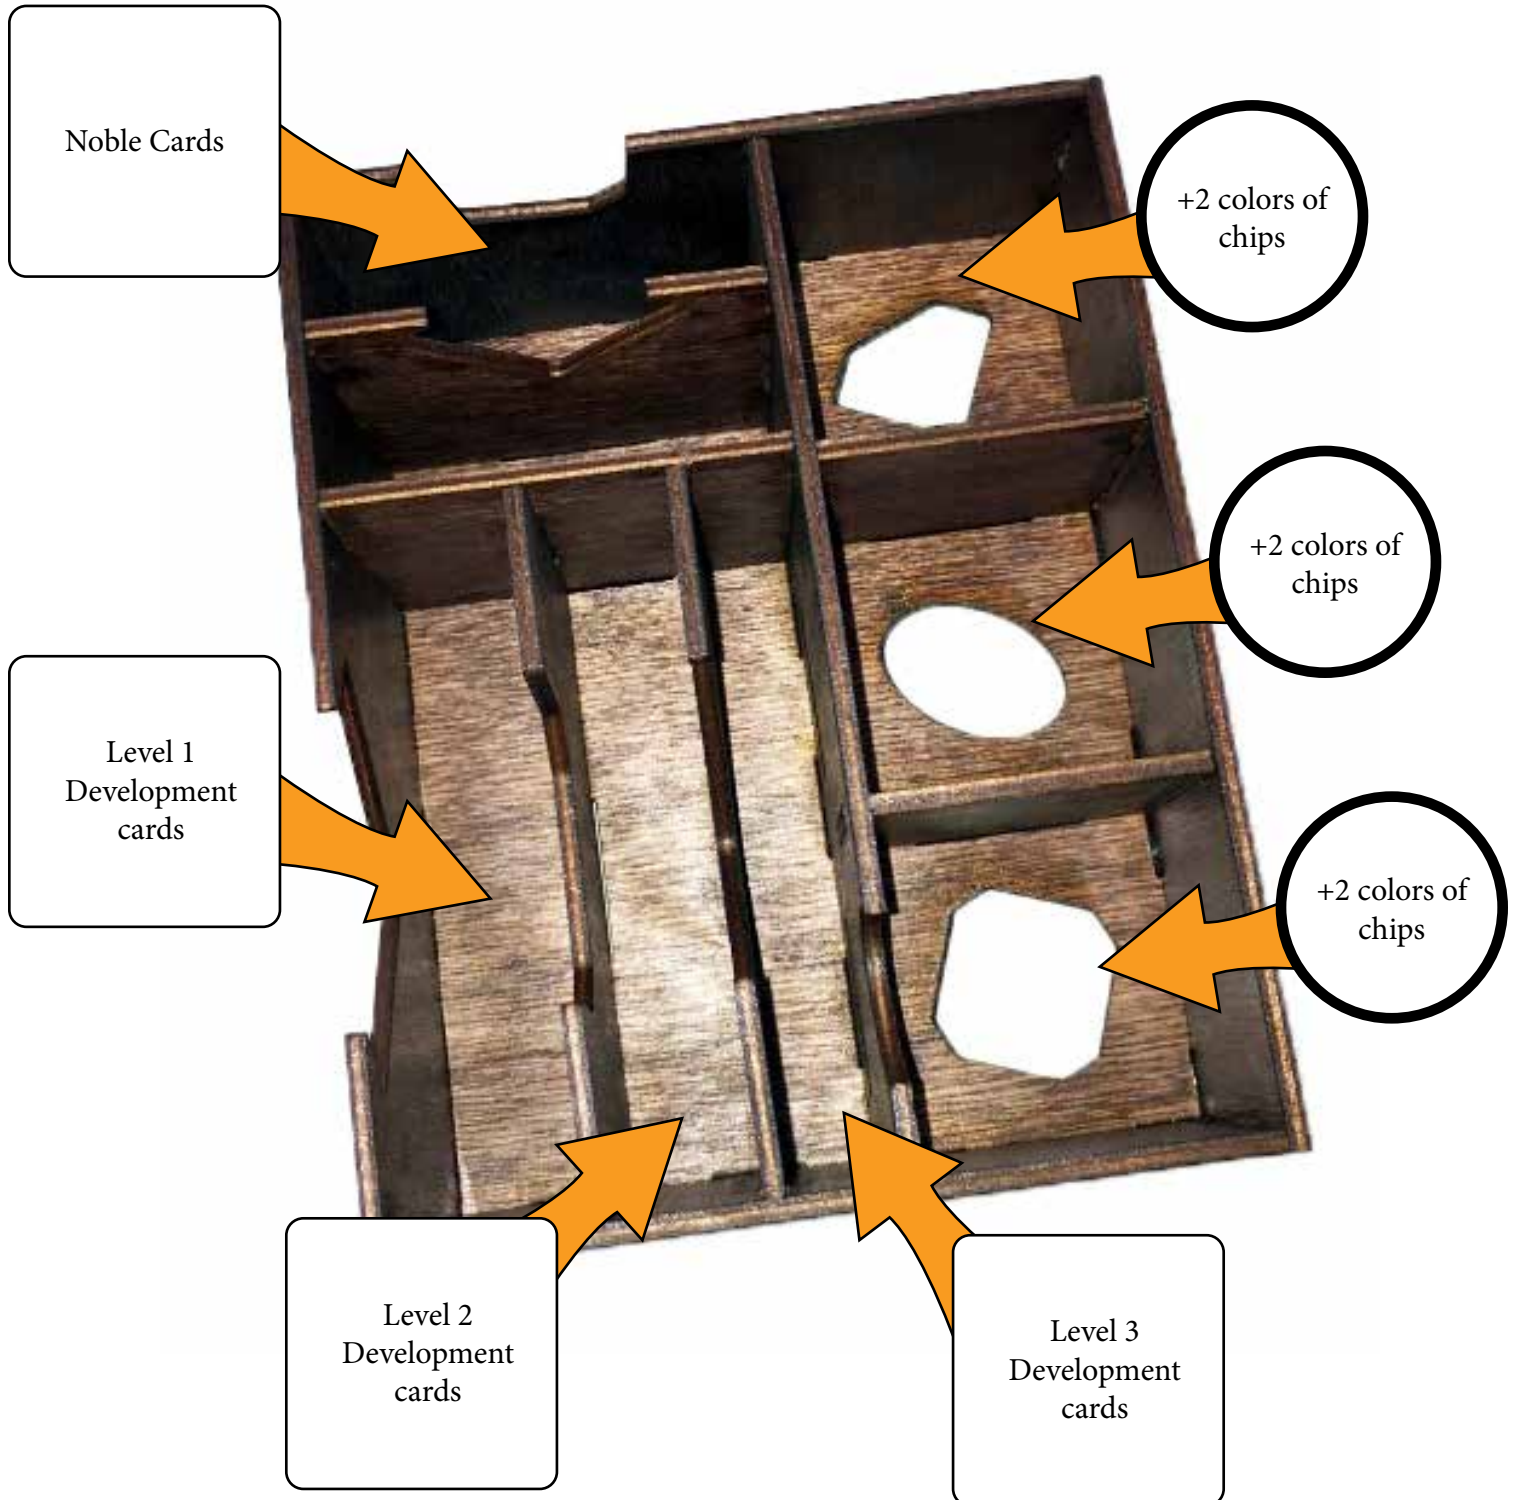 Noble Cards
+2 colors of
chips
+2 colors of
chips
Level 1
Development
cards
+2 colors of
chips
Level 2
Development
cards
Level 3
Development
cards